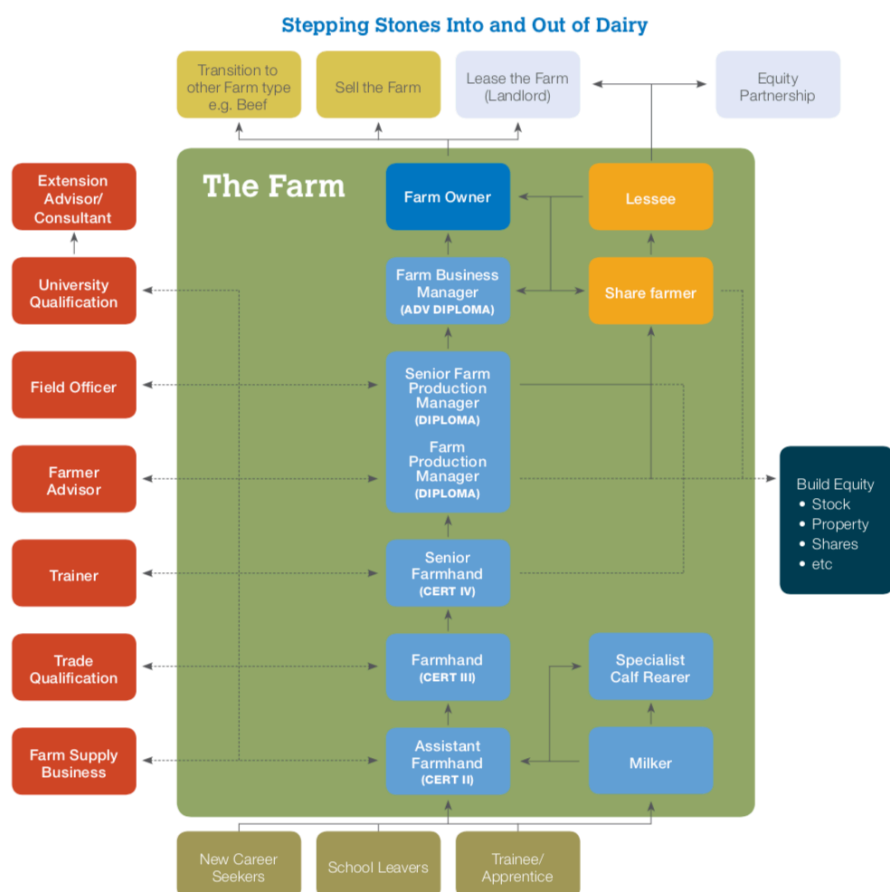 Stepping Stones Into and Out of Dairy
Transition to
other Farm type
e.g. Beef
Sell the Farm
Lease the Farm
(Landlord)
Equity
Partnership
The Farm
Extension
Advisor/
Consultant
Farm Owner
Lessee
University
Qualification
Farm Business
Manager
(ADV DIPLOMA)
Share farmer
Field Officer
Senior Farm
Production
Manager
(DIPLOMA)
Farmer
Advisor
Farm
Production
Manager
(DIPLOMA)
Build Equity
• Stock
• Property
• Shares
• etc
Trainer
Senior
Farmhand
(CERT IV)
Trade
Qualification
Farmhand
(CERT III)
Specialist
Calf Rearer
Farm Supply
Business
Assistant
Farmhand
(CERT II)
Milker
New Career
Seekers
School Leavers
Trainee/
Apprentice